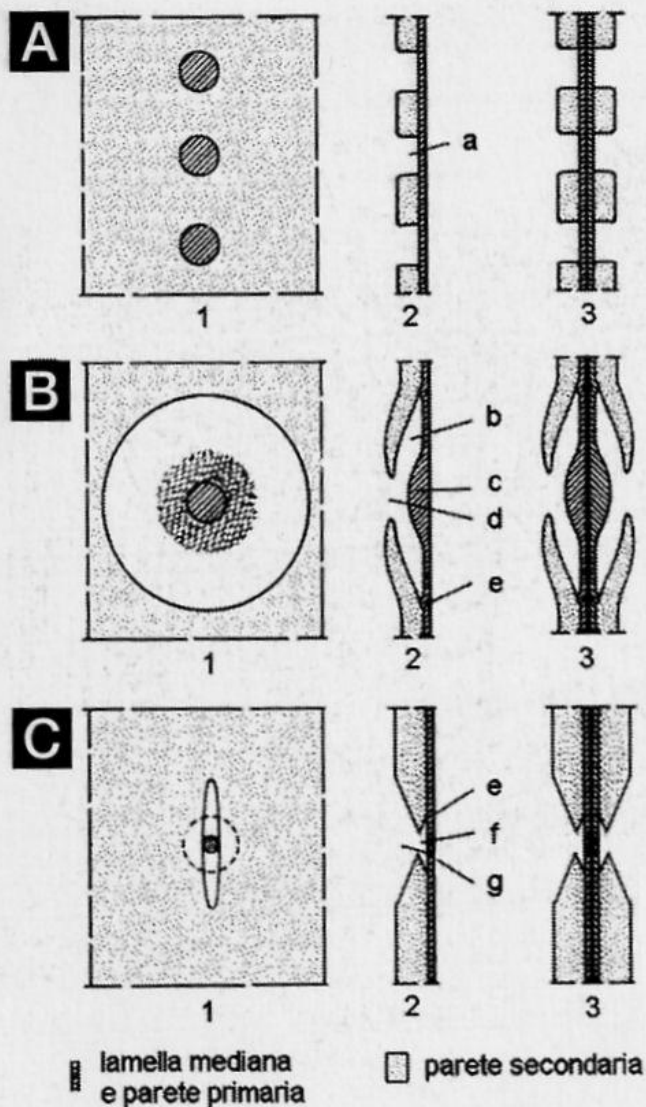 A
a
1
2
3
B
b
c
d
e
1
2
3
C
e
f
g
1
2
3
lamella mediana
e parete primaria
parete secondaria